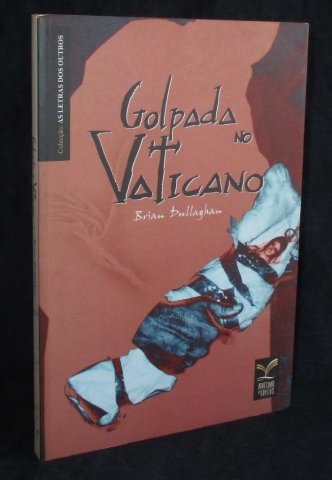 Colecção: AS LETRAS DOS OUTROS
Golpada
NO
VATICANO
Brian Dullaghan